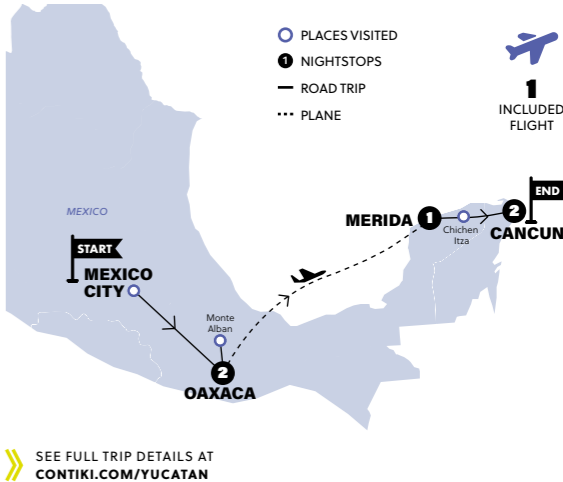 PLACES VISITED
1 NIGHTSTOPS
ROAD TRIP
PLANE
1
INCLUDED
FLIGHT
MEXICO
START
MEXICO
CITY
Monte
Alban
2
OAXACA
MERIDA 1
Chichen
Itza
2
END
CANCUN
SEE FULL TRIP DETAILS AT
CONTIKI.COM/YUCATAN